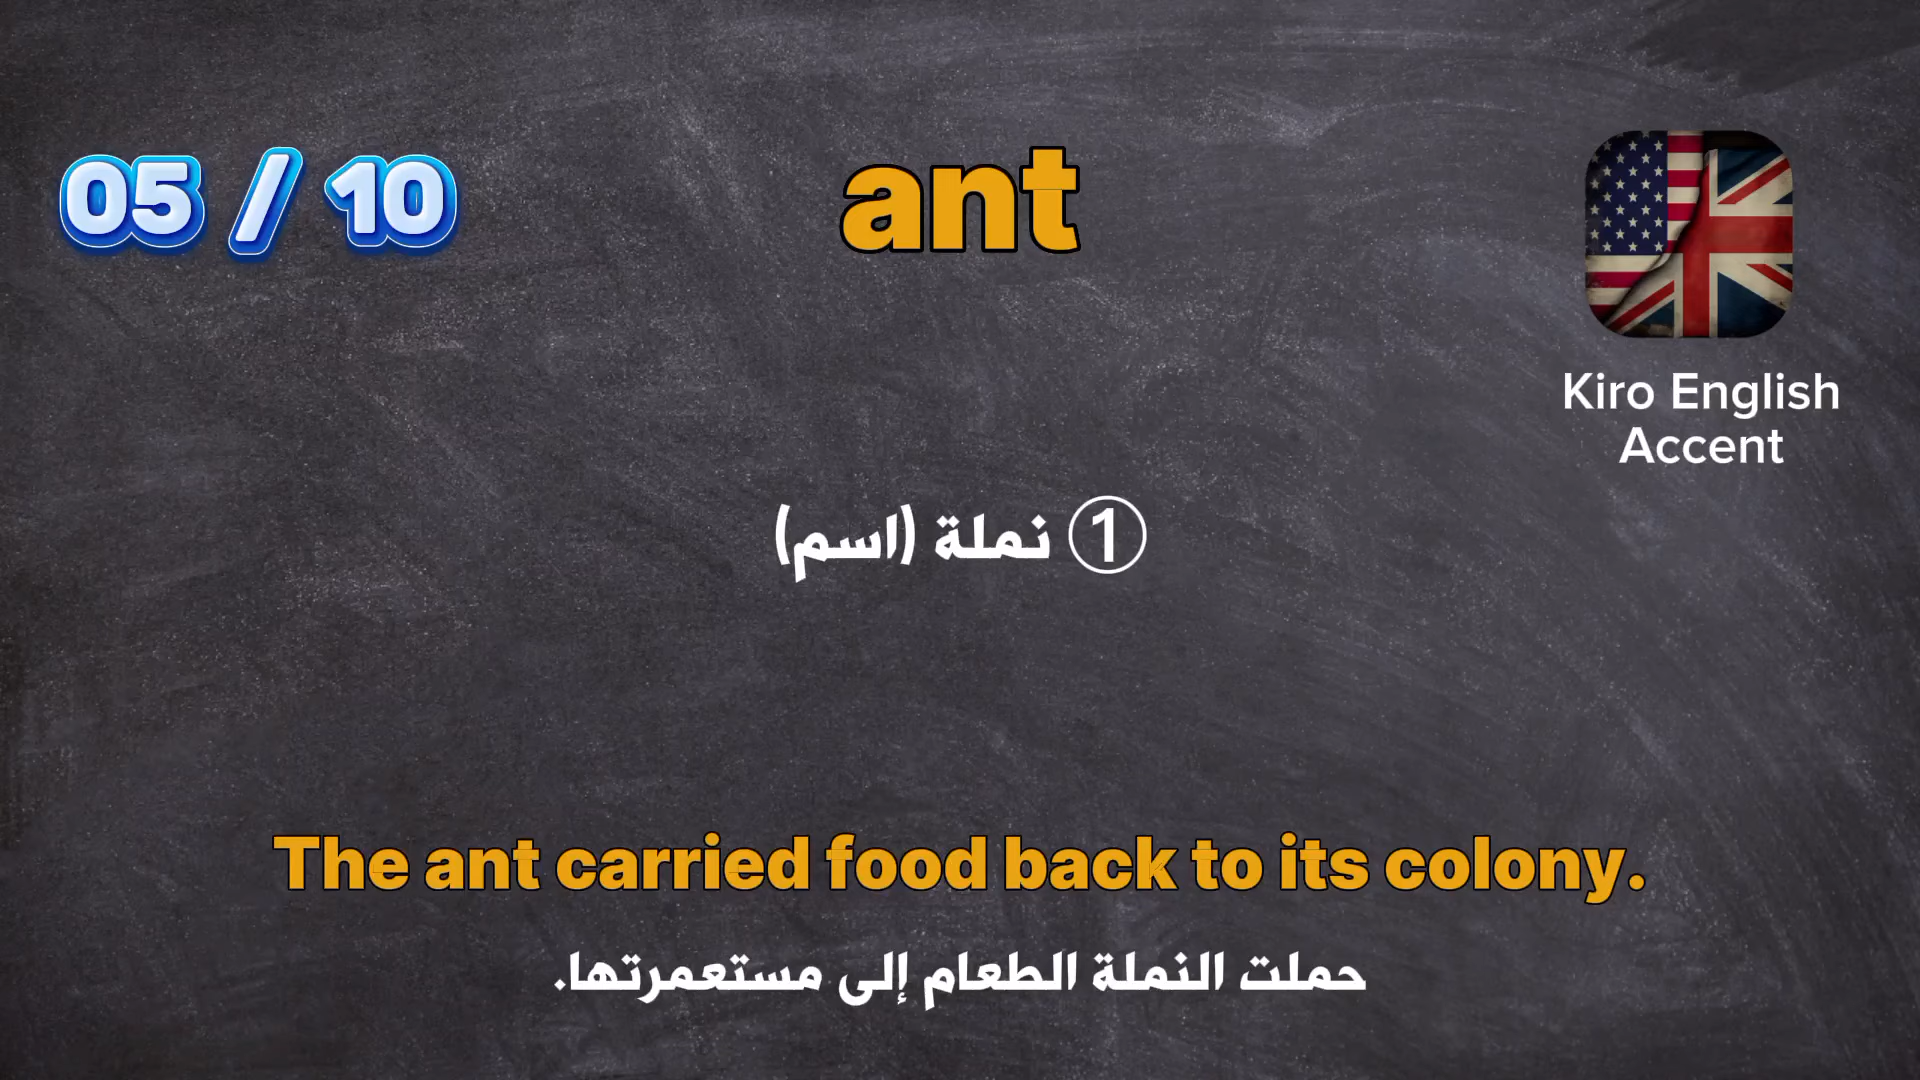 05 / 10
ant
Kiro English
Accent
① نملة (اسم)
The ant carried food back to its colony.
حملت النملة الطعام إلى مستعمرتها.